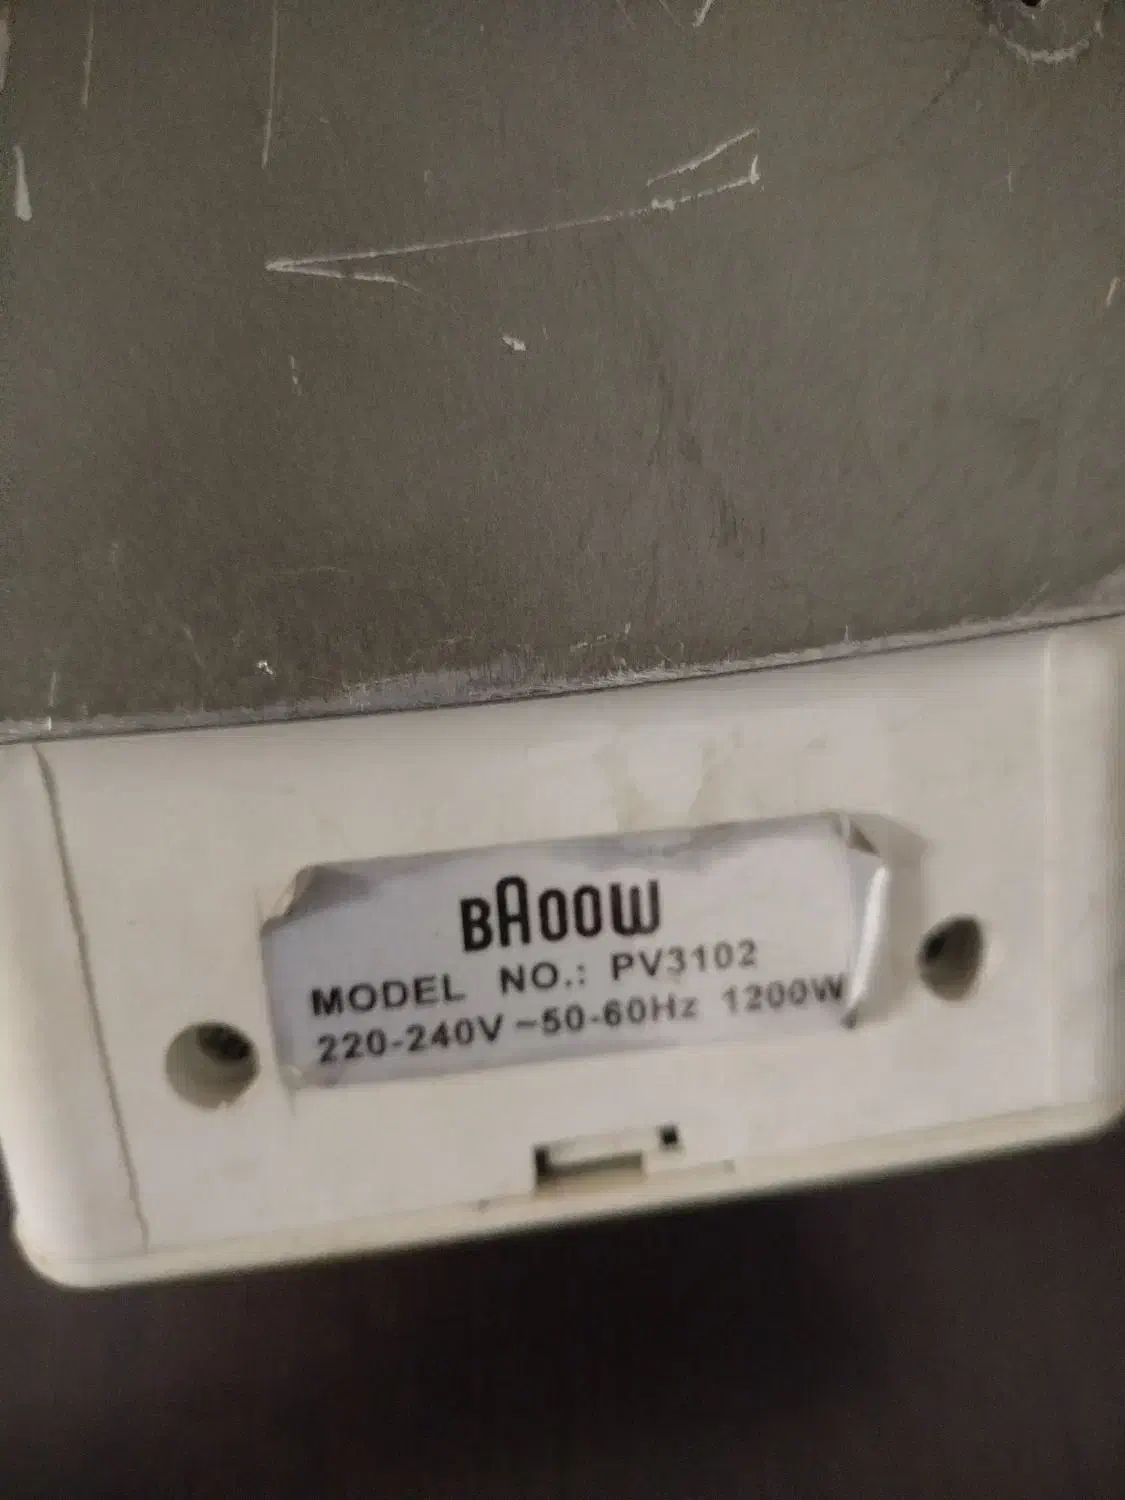 BAOOW
MODEL NO.: PV3102
220-240V ~50-60Hz 1200W